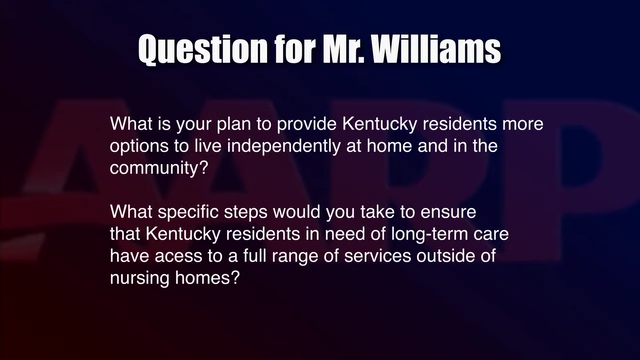 Question for Mr. Williams
What is your plan to provide Kentucky residents more
options to live independently at home and in the
community?
What specific steps would you take to ensure
that Kentucky residents in need of long-term care
have acess to a full range of services outside of
nursing homes?
AARP